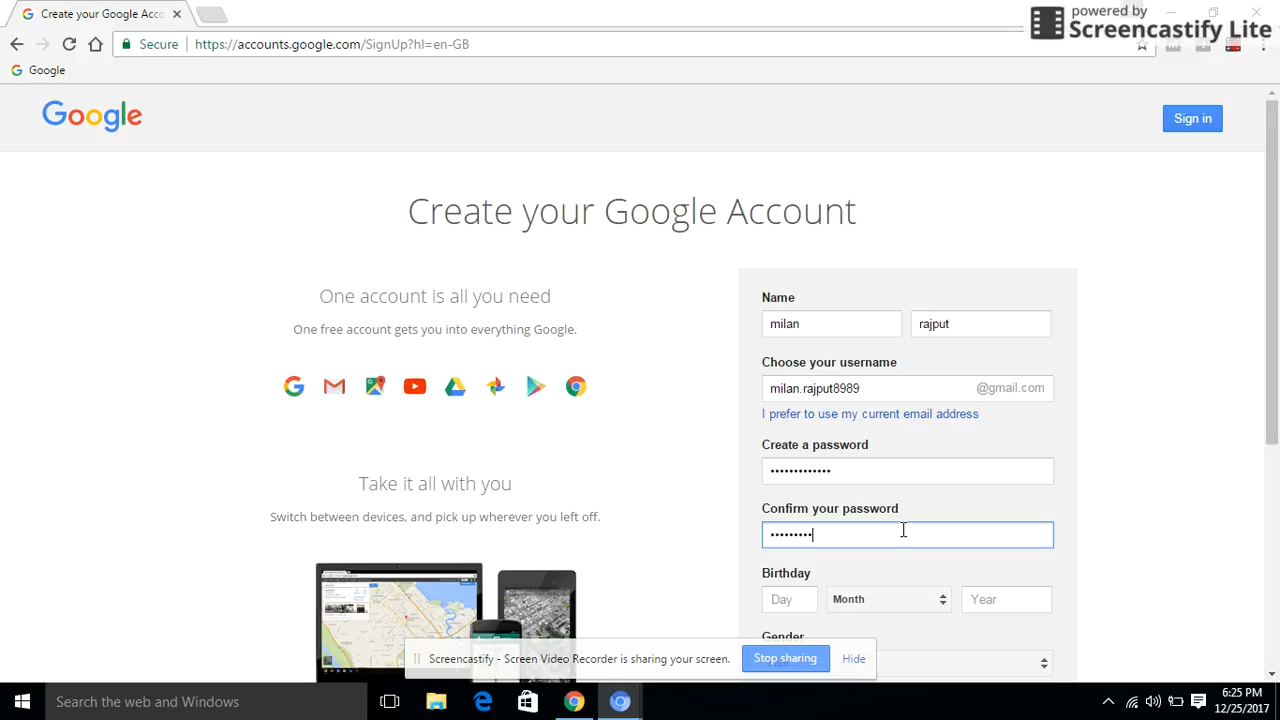 Create your Google Acc
powered by
Screencastify Lite
Secure https://accounts.google.com/SignUp?hl=en-GB
Google
Google
Sign in
Create your Google Account
One account is all you need
One free account gets you into everything Google.
Take it all with you
Switch between devices, and pick up wherever you left off.
Name
milan rajput
Choose your username
milan.rajput8989 @gmail.com
I prefer to use my current email address
Create a password
•••••••••••••
Confirm your password
•••••••••
Birthday
Day Month Year
Gender
Screencastify - Screen Video Recorder is sharing your screen. Stop sharing Hide
Search the web and Windows
6:25 PM
12/25/2017